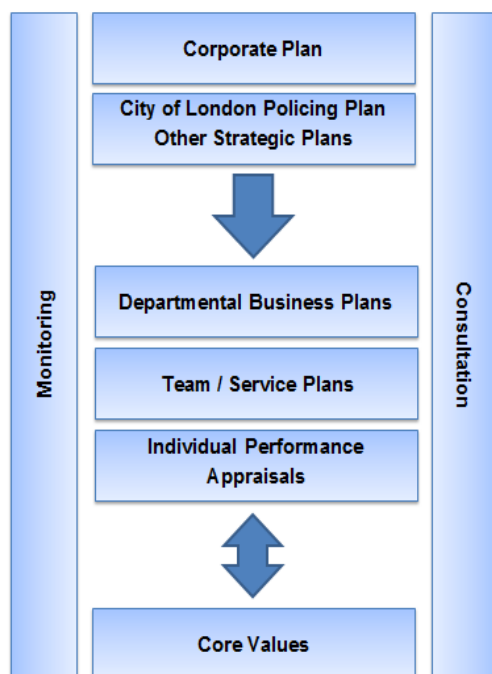 Corporate Plan
City of London Policing Plan
Other Strategic Plans
Departmental Business Plans
Team / Service Plans
Individual Performance
Appraisals
Core Values
Monitoring
Consultation